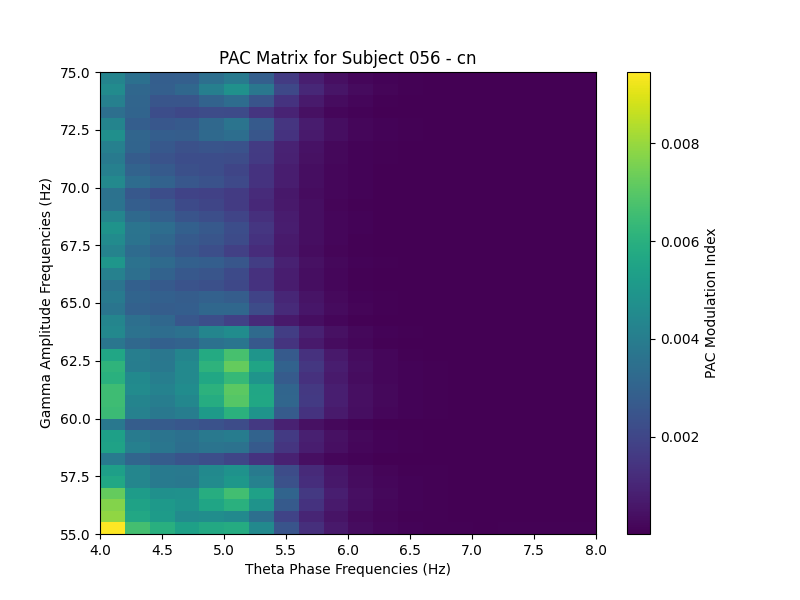 PAC Matrix for Subject 056 - cn
75.0
72.5
70.0
67.5
65.0
62.5
60.0
57.5
55.0
Gamma Amplitude Frequencies (Hz)
4.0 4.5 5.0 5.5 6.0 6.5 7.0 7.5 8.0
Theta Phase Frequencies (Hz)
0.008
0.006
0.004
0.002
PAC Modulation Index